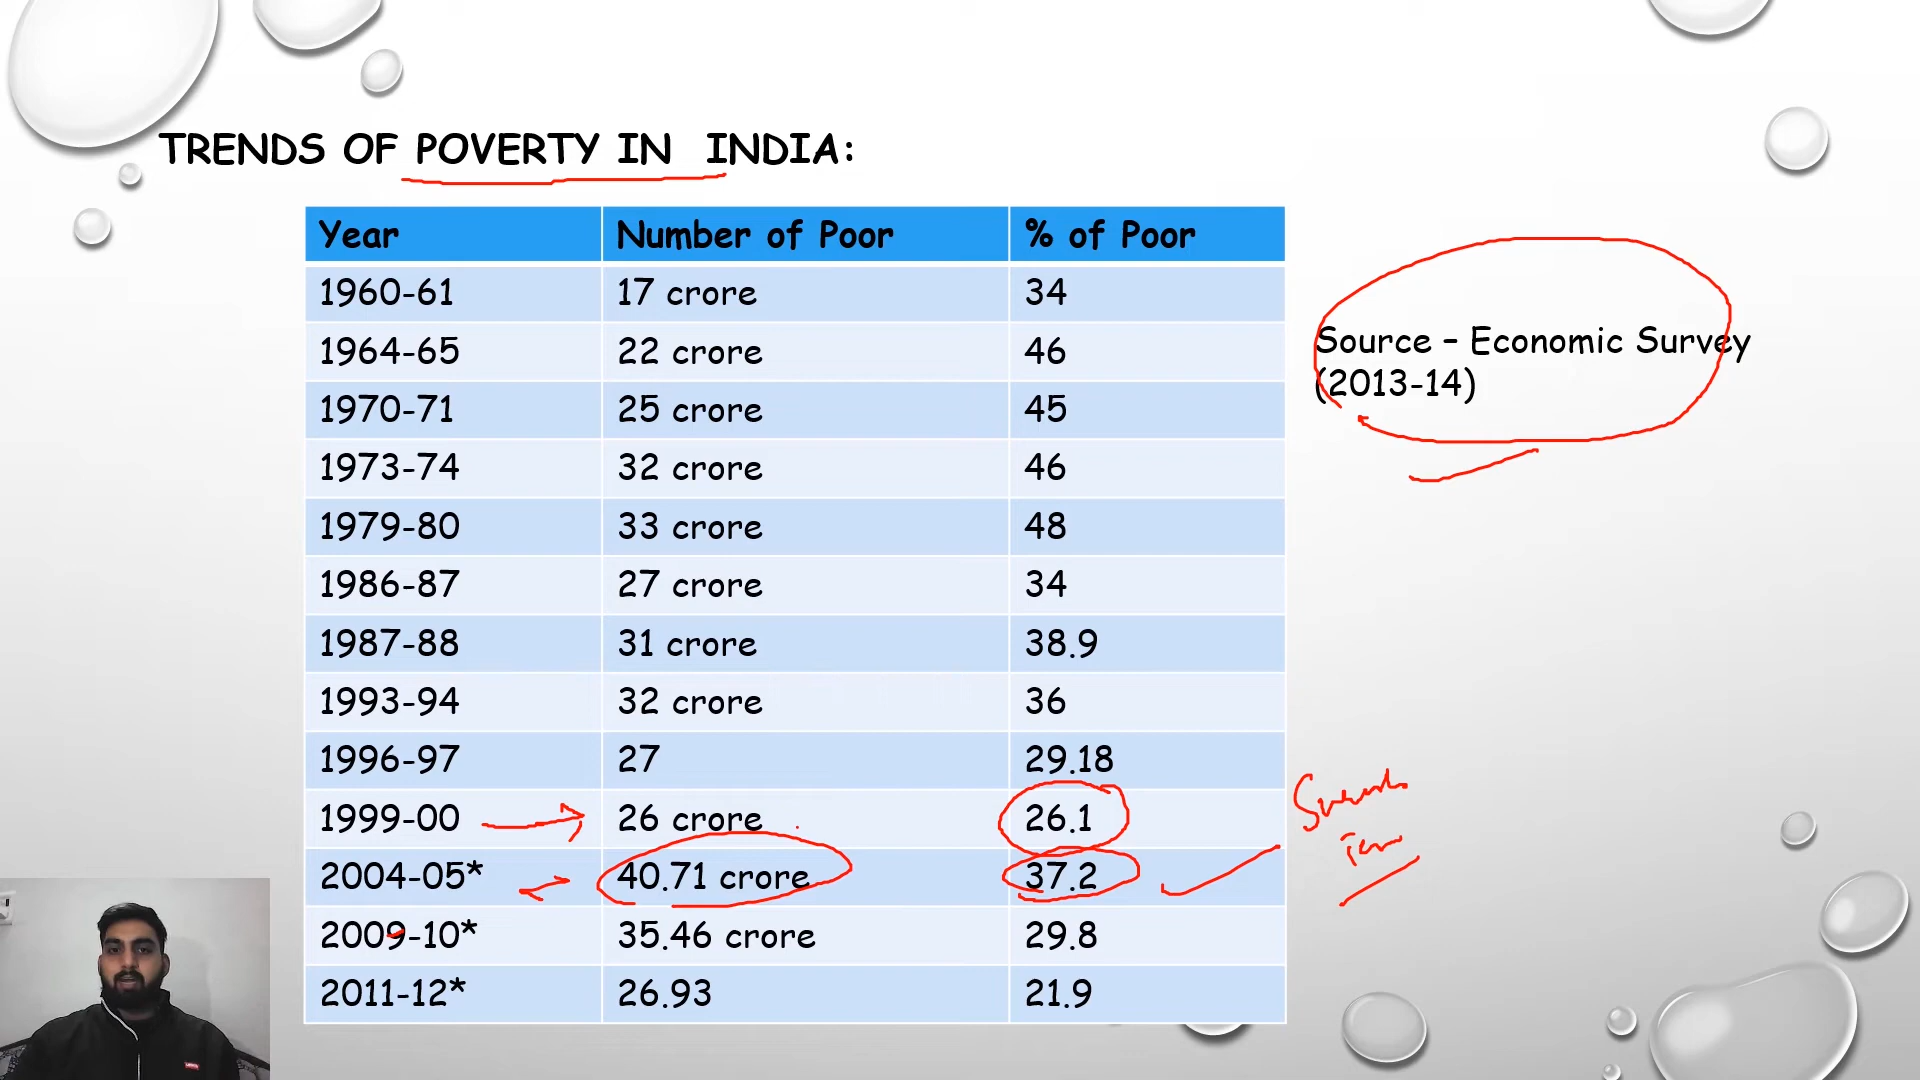 TRENDS OF POVERTY IN INDIA:
Year Number of Poor % of Poor
1960-61 17 crore 34
1964-65 22 crore 46
1970-71 25 crore 45
1973-74 32 crore 46
1979-80 33 crore 48
1986-87 27 crore 34
1987-88 31 crore 38.9
1993-94 32 crore 36
1996-97 27 29.18
1999-00 26 crore 26.1
2004-05* 40.71 crore 37.2
2009-10* 35.46 crore 29.8
2011-12* 26.93 21.9
Source – Economic Survey
(2013-14)